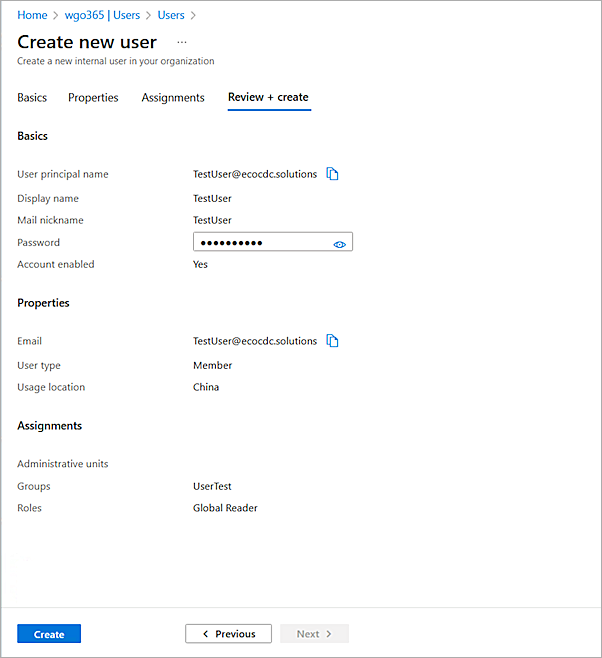 Home > wgo365 | Users > Users >
Create new user ...
Create a new internal user in your organization
Basics Properties Assignments Review + create
Basics
User principal name TestUser@ecocdc.solutions
Display name TestUser
Mail nickname TestUser
Password ●●●●●●●●●●
Account enabled Yes
Properties
Email TestUser@ecocdc.solutions
User type Member
Usage location China
Assignments
Administrative units
Groups UserTest
Roles Global Reader
Create < Previous Next >